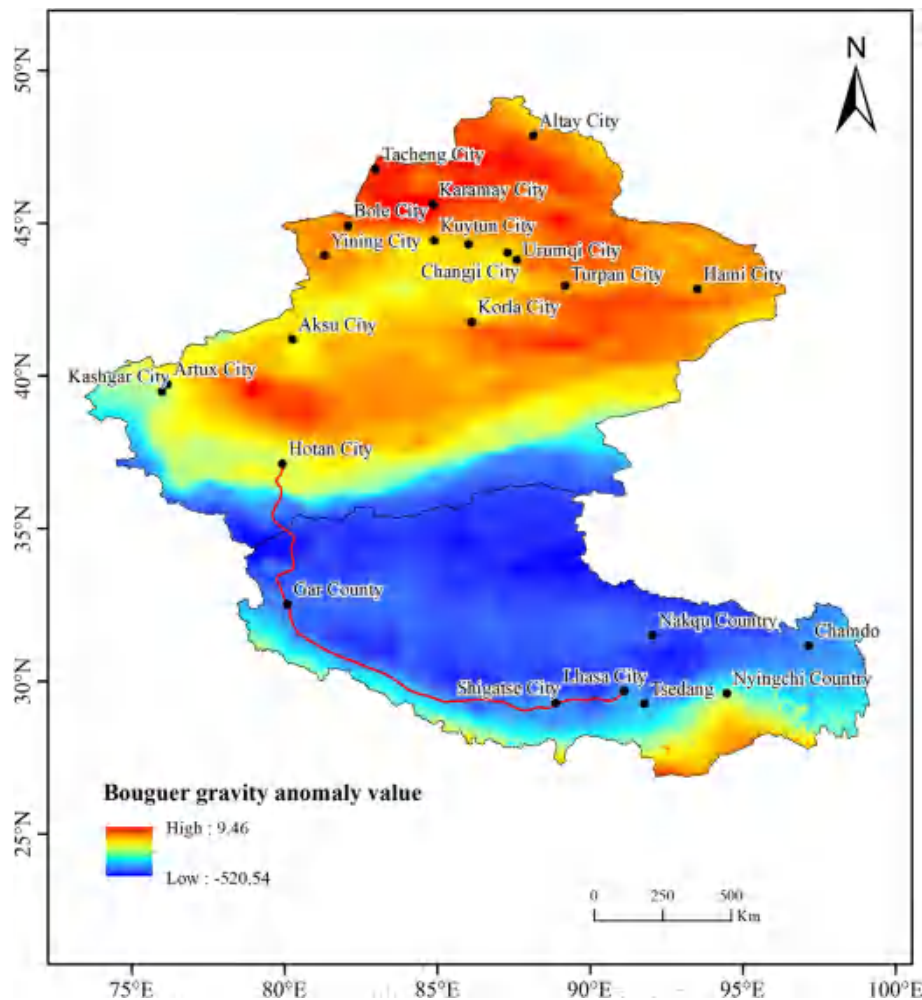 N
50°N
45°N
40°N
35°N
30°N
25°N
Altay City
Tacheng City
Karamay City
Bole City
Kuytun City
Yining City
Urumqi City
Changji City
Turpan City
Hami City
Korla City
Aksu City
Artux City
Kashgar City
Hotan City
Gar County
Nakqu Country
Chamdo
Lhasa City
Nyingchi Country
Shigatse City
Tsedang
Bouguer gravity anomaly value
High : 9.46
Low : -520.54
0 250 500
Km
75°E 80°E 85°E 90°E 95°E 100°E